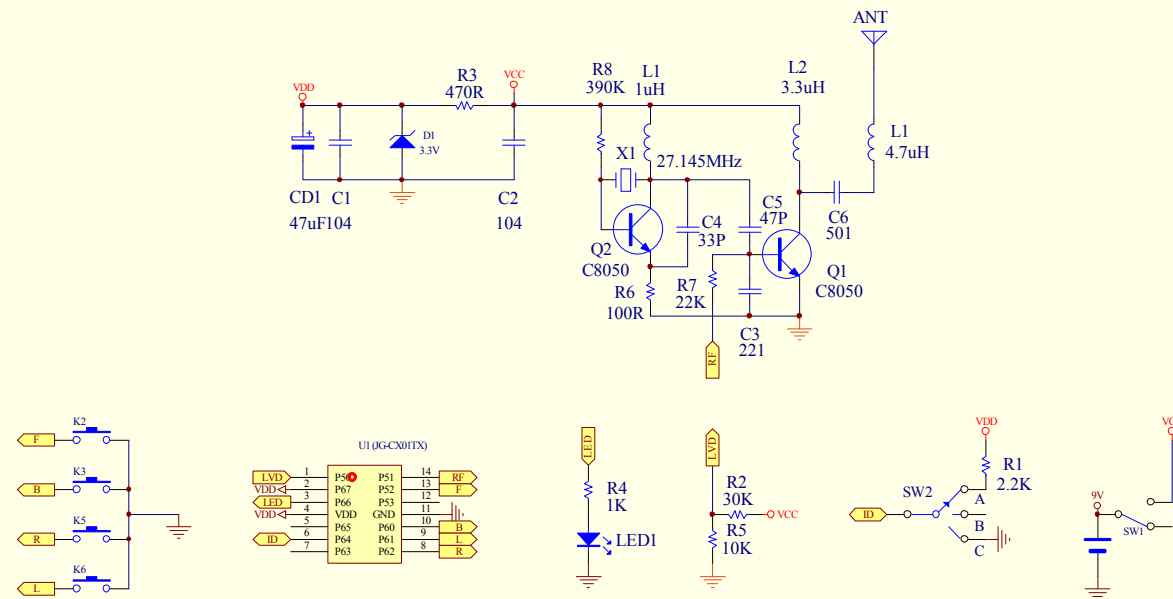 ANT
VDD
R3
470R
VCC
R8
390K
L1
1uH
L2
3.3uH
D1
3.3V
X1
27.145MHz
L1
4.7uH
CD1
47uF
C1
104
C2
104
Q2
C8050
C4
33P
C5
47P
C6
501
Q1
C8050
R6
100R
R7
22K
C3
221
RF
K2
F
K3
B
K5
R
K6
L
U1 (JG-CX01TX)
LVD 1 P50 P51 14 RF
VDD 2 P67 P52 13 F
LED 3 P66 P53 12
VDD 4 VDD GND 11
5 P65 P60 10 B
ID 6 P64 P61 9 L
7 P63 P62 8 R
LED
R4
1K
LED1
LVD
R2
30K
VCC
R5
10K
VDD
R1
2.2K
SW2
ID
A
B
C
9V
SW1